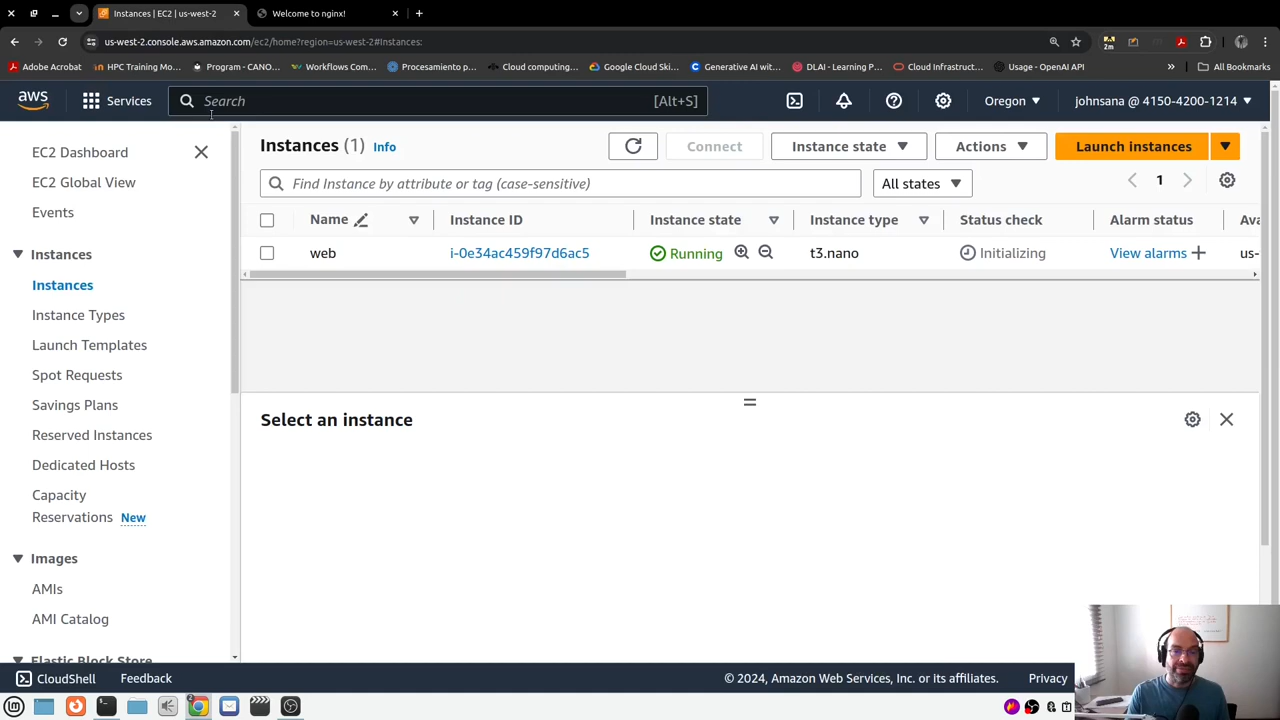 Instances | EC2 | us-west-2
Welcome to nginx!
us-west-2.console.aws.amazon.com/ec2/home?region=us-west-2#Instances:
2m
Adobe Acrobat
HPC Training Mo...
Program - CANO...
Workflows Com...
Procesamiento p...
Cloud computing...
Google Cloud Skil...
Generative AI wit...
DLAI - Learning P...
Cloud Infrastruct...
Usage - OpenAI API
All Bookmarks
aws
Services
Search
[Alt+S]
Oregon
johnsana @ 4150-4200-1214
EC2 Dashboard
EC2 Global View
Events
Instances
Instances
Instance Types
Launch Templates
Spot Requests
Savings Plans
Reserved Instances
Dedicated Hosts
Capacity
Reservations New
Images
AMIs
AMI Catalog
Elastic Block Store
Instances (1) Info
Connect
Instance state
Actions
Launch instances
Find Instance by attribute or tag (case-sensitive)
All states
1
Name Instance ID Instance state Instance type Status check Alarm status Ava
web i-0e34ac459f97d6ac5 Running t3.nano Initializing View alarms us-
Select an instance
CloudShell
Feedback
© 2024, Amazon Web Services, Inc. or its affiliates.
Privacy
2